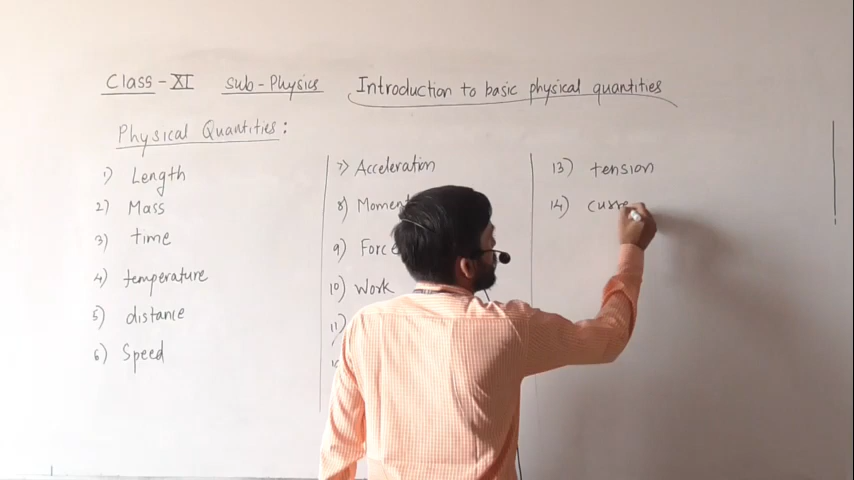 Class-XI sub-Physics Introduction to basic physical quantities
Physical Quantities:
1) Length
2) Mass
3) time
4) temperature
5) distance
6) Speed
7) Acceleration
8) Moment
9) Force
10) Work
11)
13) tension
14) curre